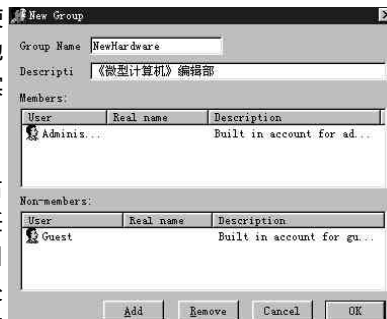 New Group
Group Name NewHardware
Descripti 《微型计算机》编辑部
Members:
User Real name Description
Adminis... Built in account for ad...
Non-members:
User Real name Description
Guest Built in account for gu...
Add Remove Cancel OK